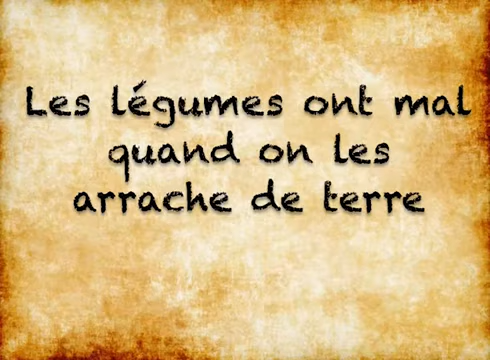 Les légumes ont mal
quand on les
arrache de terre